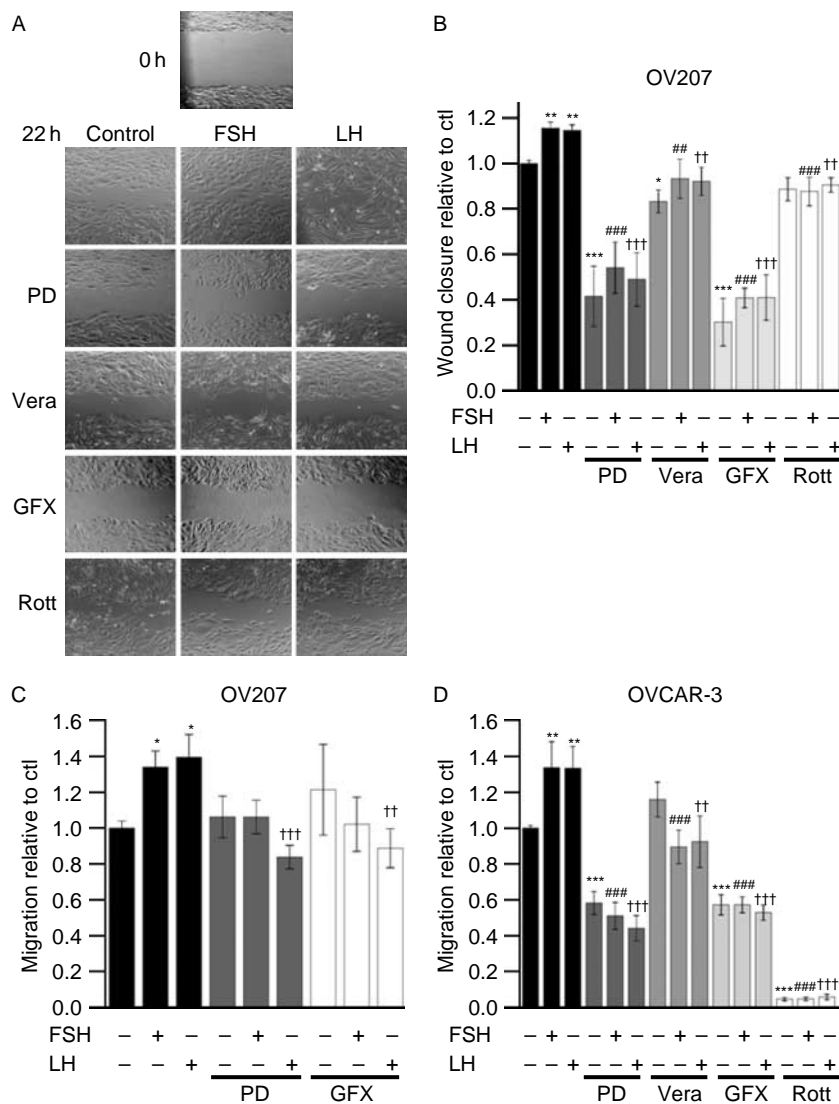 A
0 h
22 h Control FSH LH
PD
Vera
GFX
Rott
B
OV207
Wound closure relative to ctl
1.2
1.0
0.8
0.6
0.4
0.2
0.0
** **
*** ### †††
* ## ††
*** ### †††
### ††
FSH – + – – + – – + – – + – – + –
LH – – + – – + – – + – – + – – +
PD Vera GFX Rott
C
OV207
Migration relative to ctl
1.6
1.4
1.2
1.0
0.8
0.6
0.4
0.2
0.0
* *
†††
††
FSH – + – – + – – + –
LH – – + – – + – – +
PD GFX
D
OVCAR-3
Migration relative to ctl
1.6
1.4
1.2
1.0
0.8
0.6
0.4
0.2
0.0
** **
*** ### †††
### ††
*** ### †††
*** ### †††
FSH – + – – + – – + – – + – – + –
LH – – + – – + – – + – – + – – +
PD Vera GFX Rott